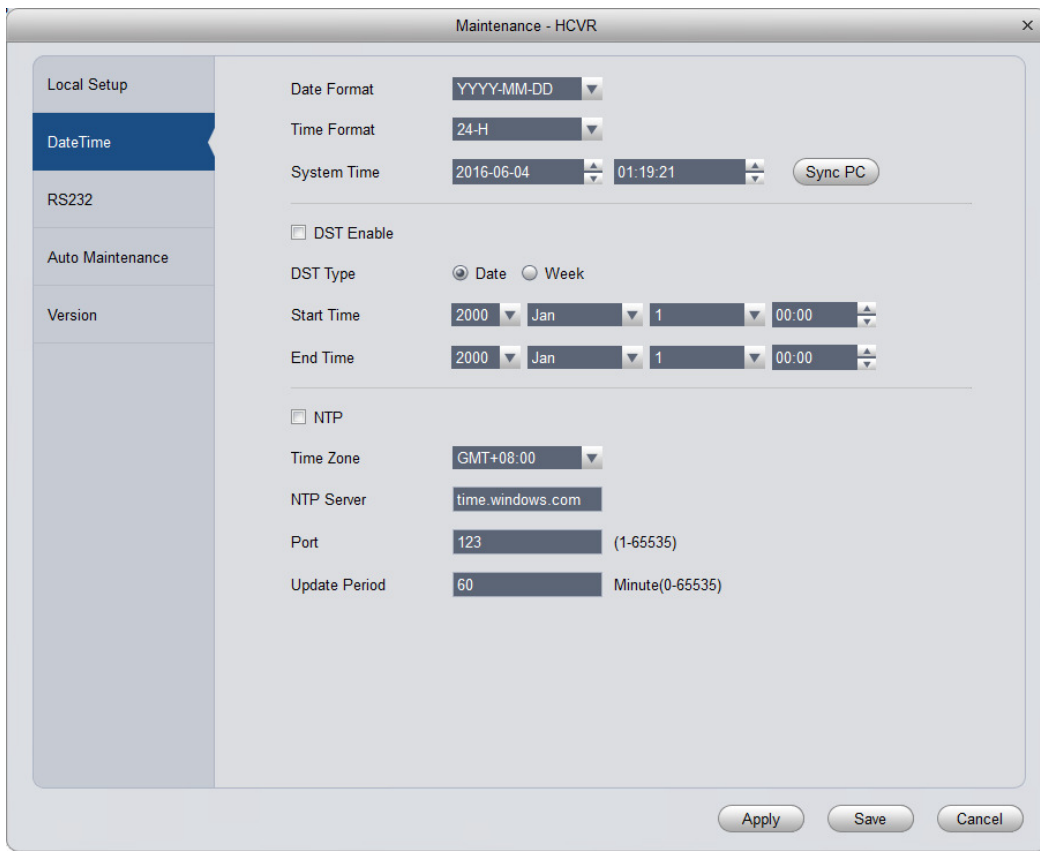 Maintenance - HCVR
Local Setup
DateTime
RS232
Auto Maintenance
Version
Date Format YYYY-MM-DD
Time Format 24-H
System Time 2016-06-04 01:19:21 Sync PC
DST Enable
DST Type Date Week
Start Time 2000 Jan 1 00:00
End Time 2000 Jan 1 00:00
NTP
Time Zone GMT+08:00
NTP Server time.windows.com
Port 123 (1-65535)
Update Period 60 Minute(0-65535)
Apply Save Cancel